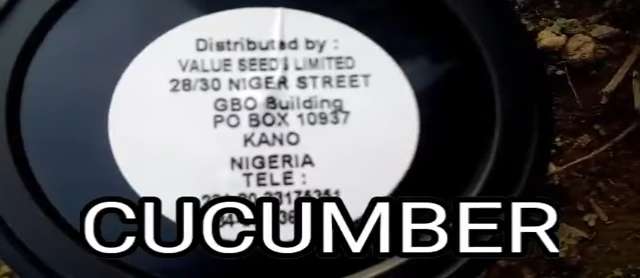 Distributed by :
VALUE SEEDS LIMITED
28/30 NIGER STREET
GBO Building
PO BOX 10937
KANO
NIGERIA
TELE :
CUCUMBER